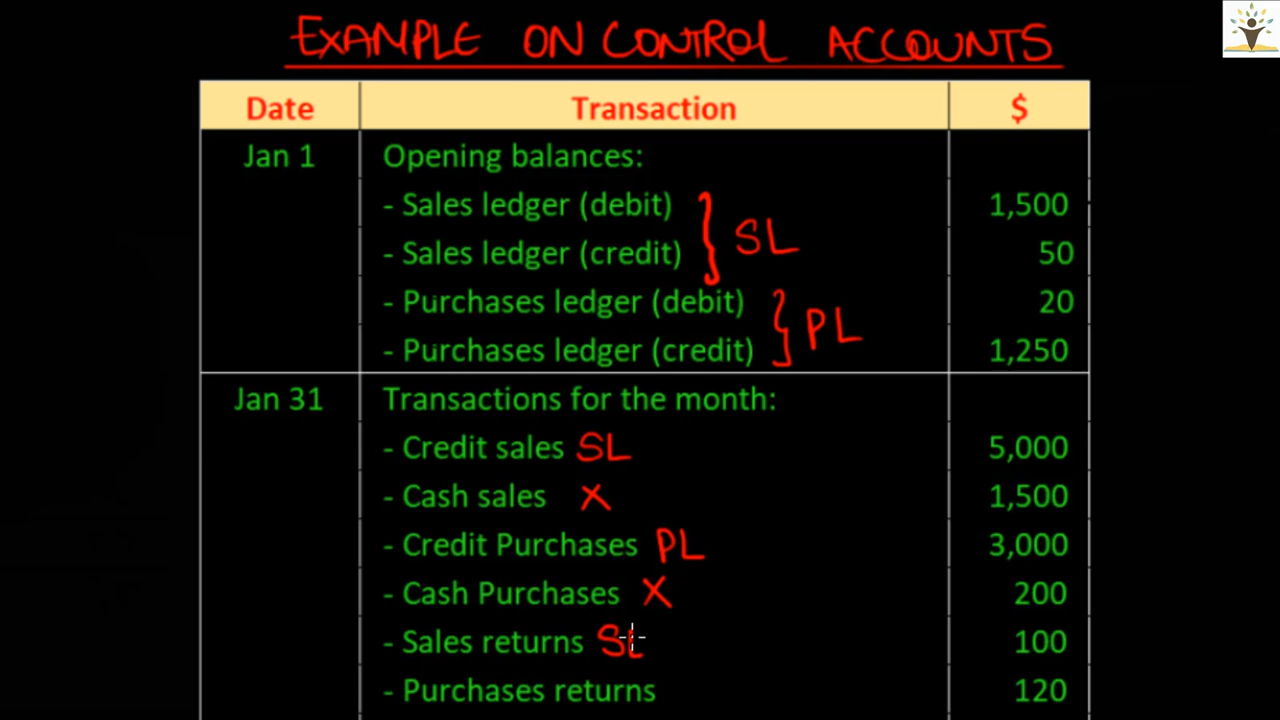 EXAMPLE ON CONTROL ACCOUNTS
Date Transaction $
Jan 1 Opening balances:
- Sales ledger (debit) 1,500
SL
- Sales ledger (credit) 50
- Purchases ledger (debit) 20
PL
- Purchases ledger (credit) 1,250
Jan 31 Transactions for the month:
- Credit sales SL 5,000
- Cash sales X 1,500
- Credit Purchases PL 3,000
- Cash Purchases X 200
- Sales returns SL 100
- Purchases returns 120